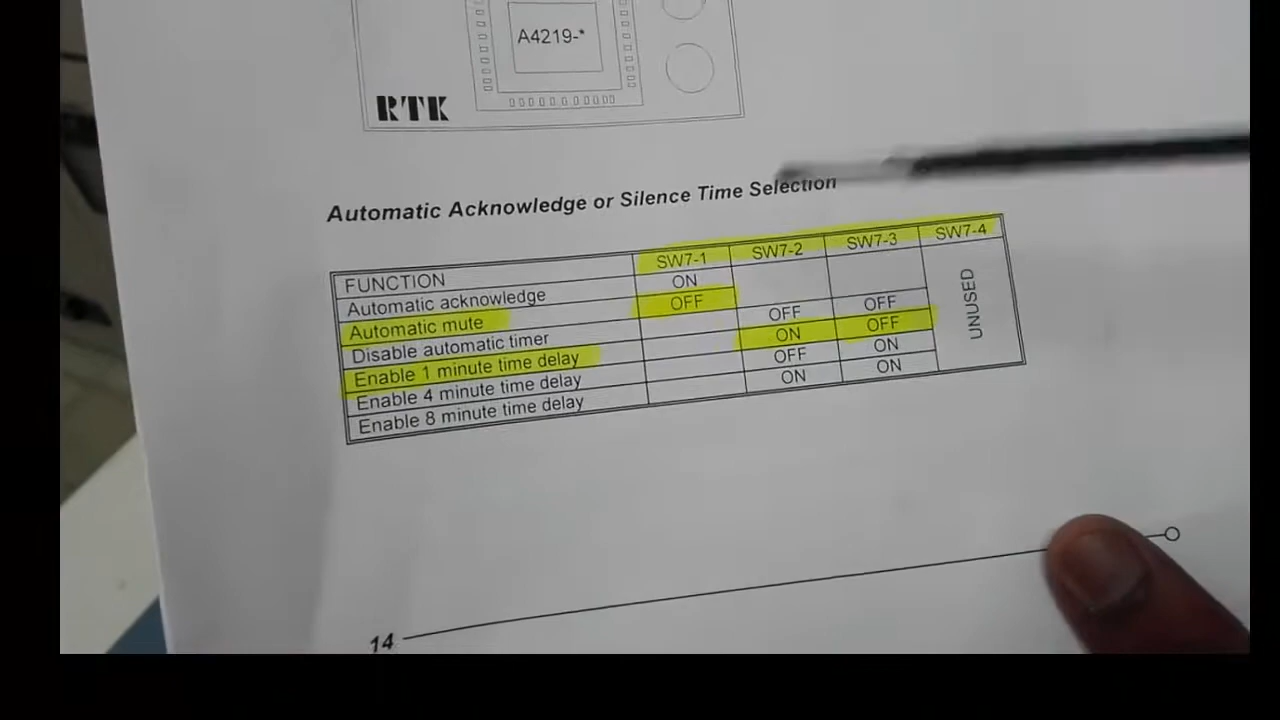 A4219-*
RTK
Automatic Acknowledge or Silence Time Selection
FUNCTION SW7-1 SW7-2 SW7-3 SW7-4
Automatic acknowledge ON
Automatic mute OFF
Disable automatic timer OFF OFF
Enable 1 minute time delay ON OFF
Enable 4 minute time delay OFF ON
Enable 8 minute time delay ON ON
UNUSED
14